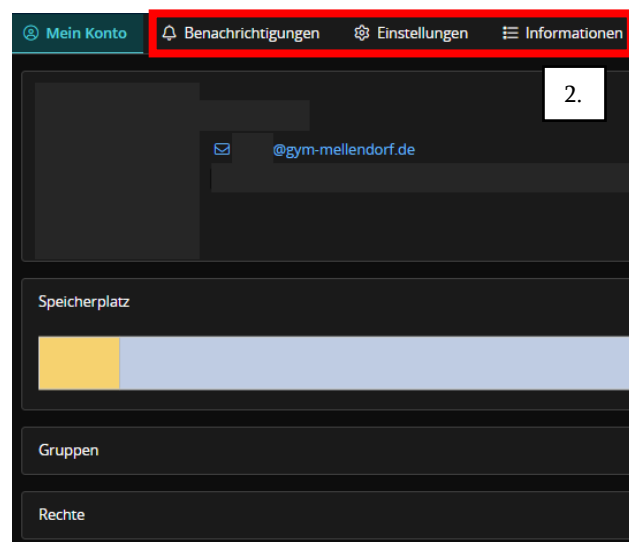 Mein Konto Benachrichtigungen Einstellungen Informationen
2.
@gym-mellendorf.de
Speicherplatz
Gruppen
Rechte